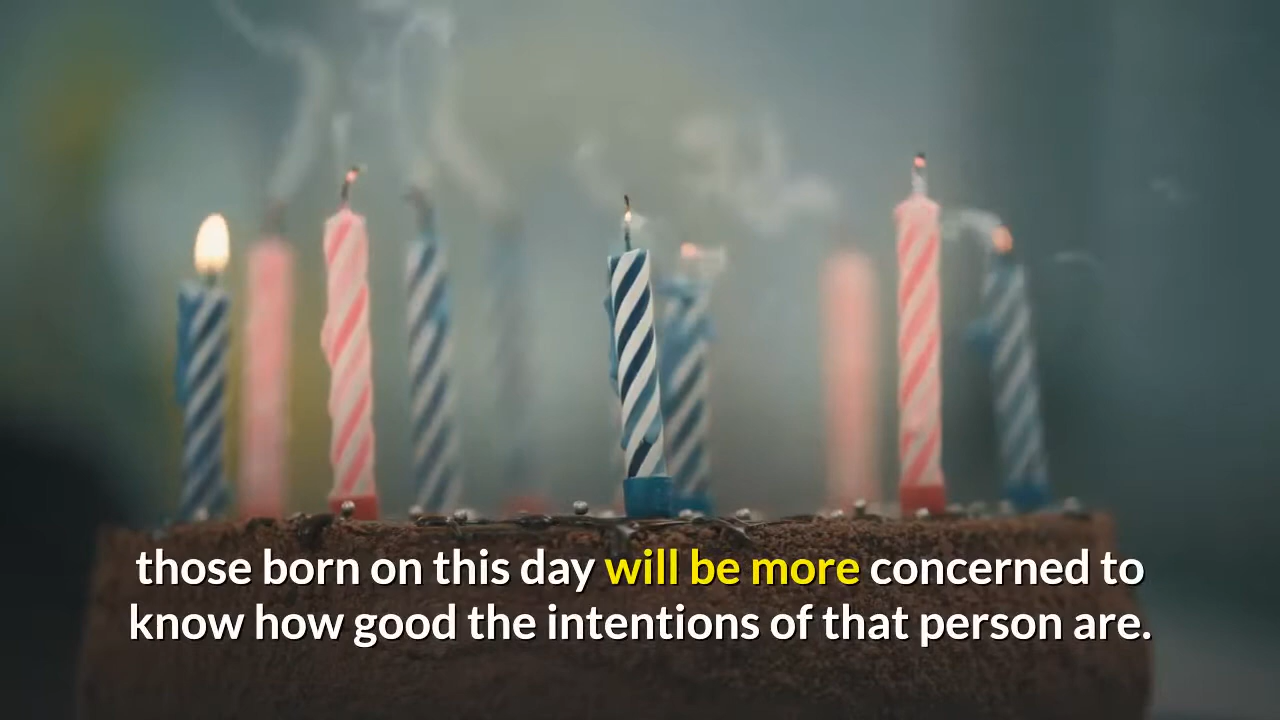 those born on this day will be more concerned to
know how good the intentions of that person are.